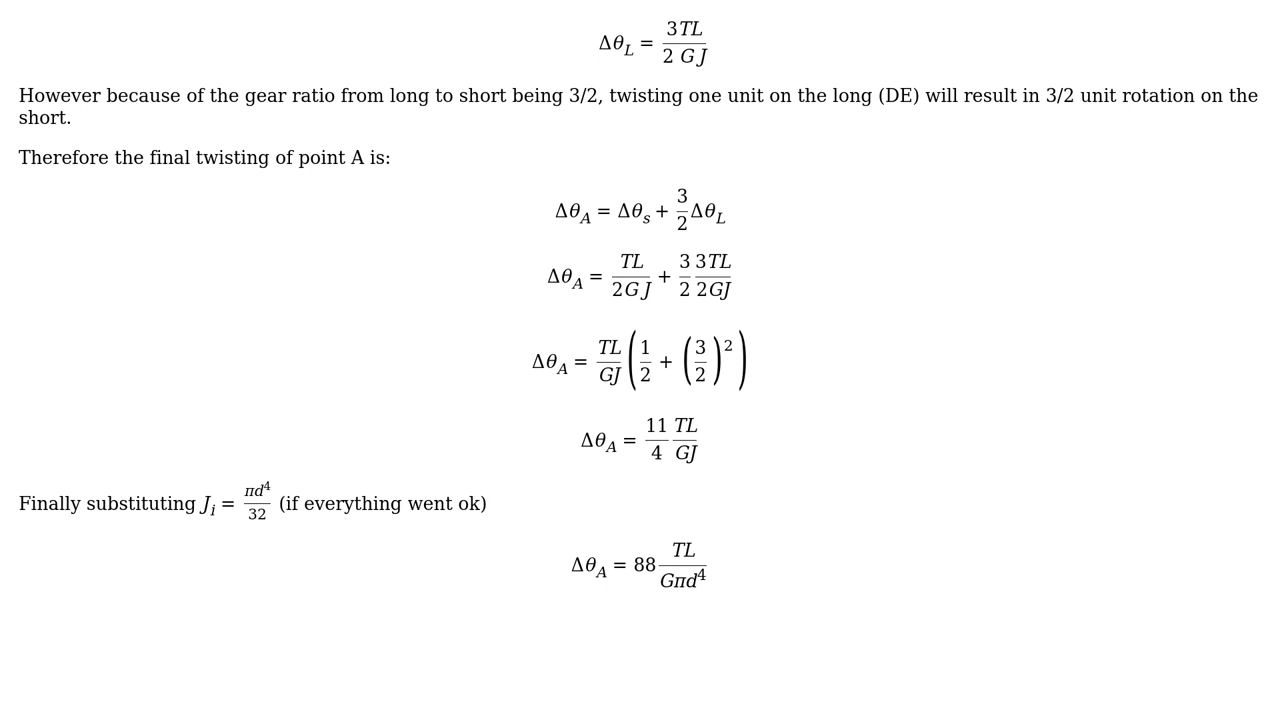 Δθ_L = 3TL / 2GJ
However because of the gear ratio from long to short being 3/2, twisting one unit on the long (DE) will result in 3/2 unit rotation on the
short.
Therefore the final twisting of point A is:
Δθ_A = Δθ_s + 3/2 Δθ_L
Δθ_A = TL / 2GJ + 3/2 3TL / 2GJ
Δθ_A = TL/GJ (1/2 + (3/2)^2)
Δθ_A = 11/4 TL/GJ
Finally substituting J_i = πd^4 / 32 (if everything went ok)
Δθ_A = 88 TL / Gπd^4